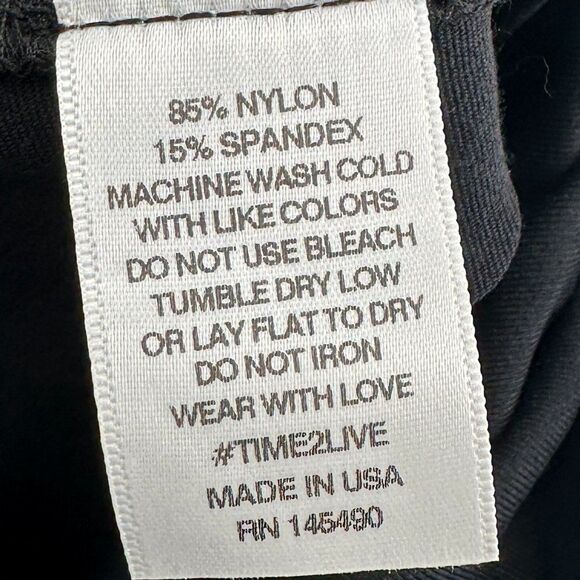 85% NYLON
15% SPANDEX
MACHINE WASH COLD
WITH LIKE COLORS
DO NOT USE BLEACH
TUMBLE DRY LOW
OR LAY FLAT TO DRY
DO NOT IRON
WEAR WITH LOVE
#TIME2LIVE
MADE IN USA
RN 145490